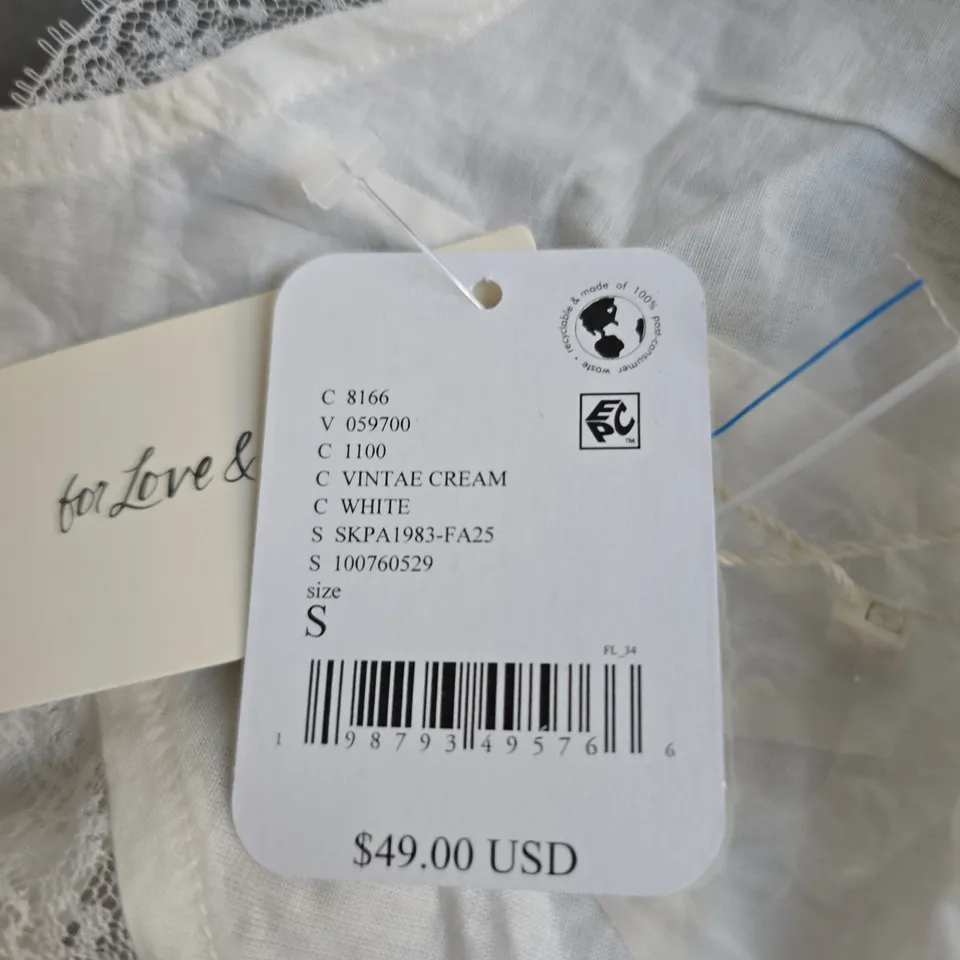 recyclable & made of 100% post-consumer waste •
EPC
TM
C 8166
V 059700
C 1100
C VINTAE CREAM
C WHITE
S SKPA1983-FA25
S 100760529
size
S
for Love &
FL_34
1 98793 49576 6
$49.00 USD